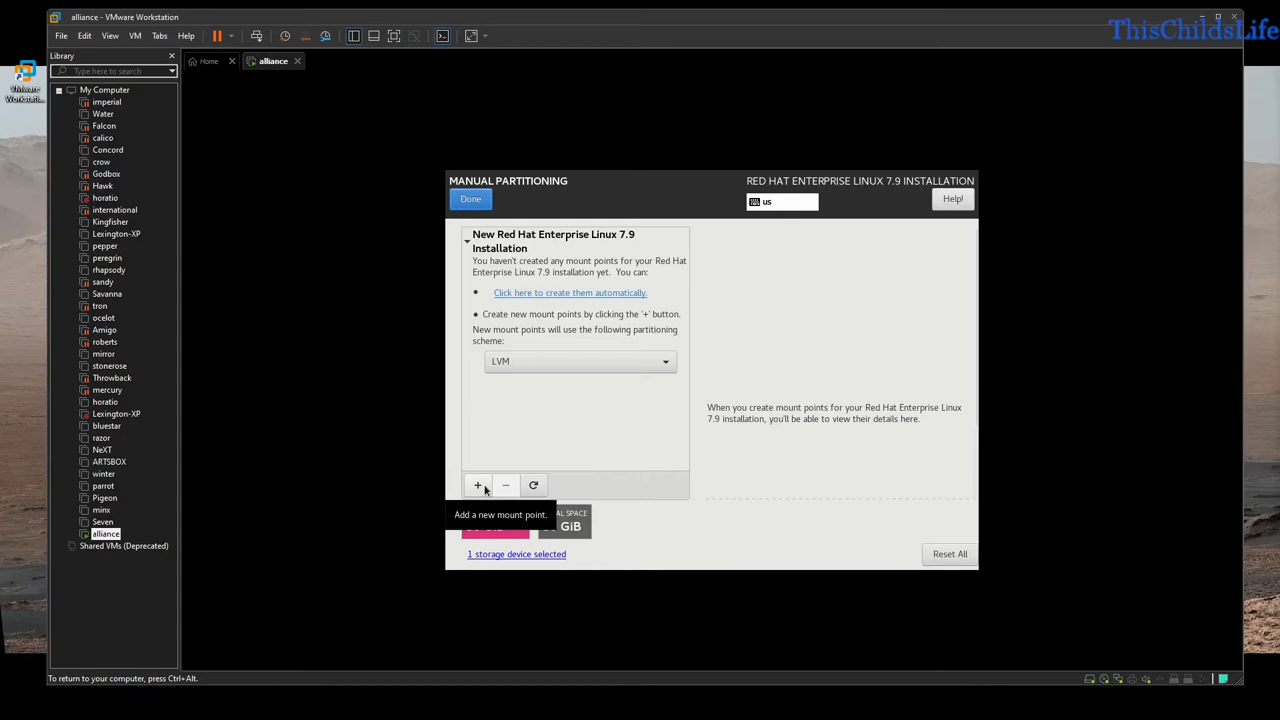 alliance - VMware Workstation
ThisChildsLife
File Edit View VM Tabs Help
Library
Type here to search
Home
alliance
VMware
Workstati...
My Computer
imperial
Water
Falcon
calico
Concord
crow
Godbox
Hawk
horatio
international
Kingfisher
Lexington-XP
pepper
peregrin
rhapsody
sandy
Savanna
tron
ocelot
Amigo
roberts
mirror
stonerose
Throwback
mercury
horatio
Lexington-XP
bluestar
razor
NeXT
ARTSBOX
winter
parrot
Pigeon
minx
Seven
alliance
Shared VMs (Deprecated)
MANUAL PARTITIONING
Done
RED HAT ENTERPRISE LINUX 7.9 INSTALLATION
us
Help!
New Red Hat Enterprise Linux 7.9
Installation
You haven't created any mount points for your Red Hat
Enterprise Linux 7.9 installation yet. You can:
• Click here to create them automatically.
• Create new mount points by clicking the '+' button.
New mount points will use the following partitioning
scheme:
LVM
When you create mount points for your Red Hat Enterprise Linux
7.9 installation, you'll be able to view their details here.
+ −
Add a new mount point.
AL SPACE
GiB
1 storage device selected
Reset All
To return to your computer, press Ctrl+Alt.